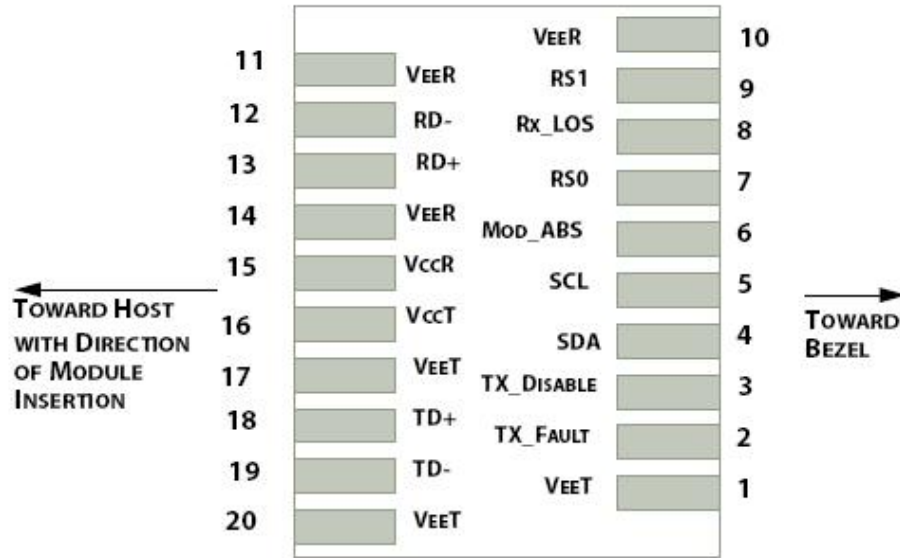 11
VEER
12
RD-
13
RD+
14
VEER
15
VCCR
16
VCCT
17
VEET
18
TD+
19
TD-
20
VEET
VEER
10
RS1
9
Rx_LOS
8
RS0
7
MOD_ABS
6
SCL
5
SDA
4
TX_DISABLE
3
TX_FAULT
2
VEET
1
TOWARD HOST
WITH DIRECTION
OF MODULE
INSERTION
TOWARD
BEZEL